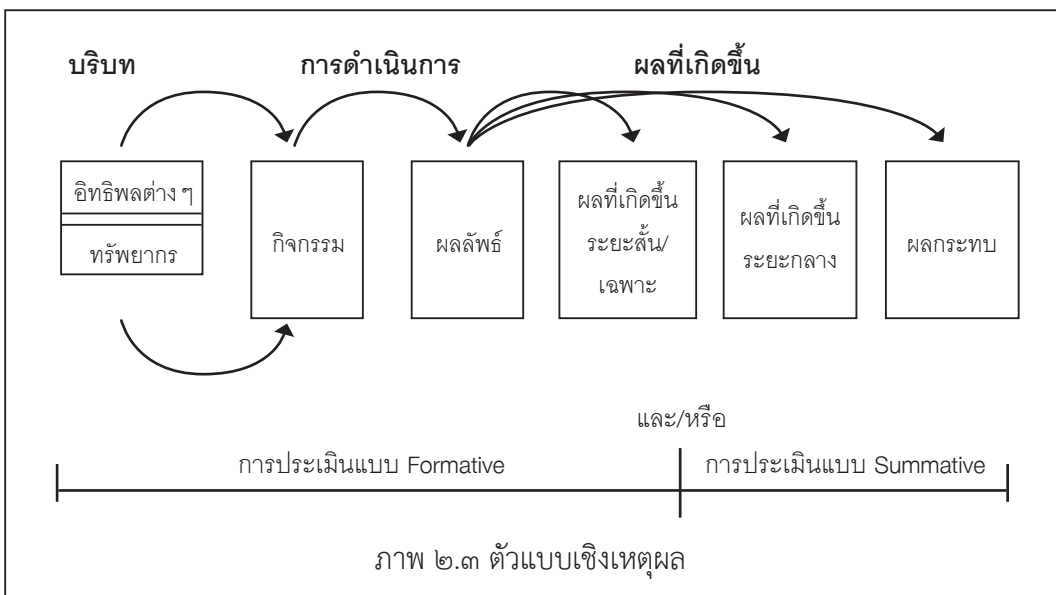 บริบท
การดำเนินการ
ผลที่เกิดขึ้น
อิทธิพลต่าง ๆ
ทรัพยากร
กิจกรรม
ผลลัพธ์
ผลที่เกิดขึ้น
ระยะสั้น/
เฉพาะ
ผลที่เกิดขึ้น
ระยะกลาง
ผลกระทบ
และ/หรือ
การประเมินแบบ Formative
การประเมินแบบ Summative
ภาพ ๒.๓ ตัวแบบเชิงเหตุผล